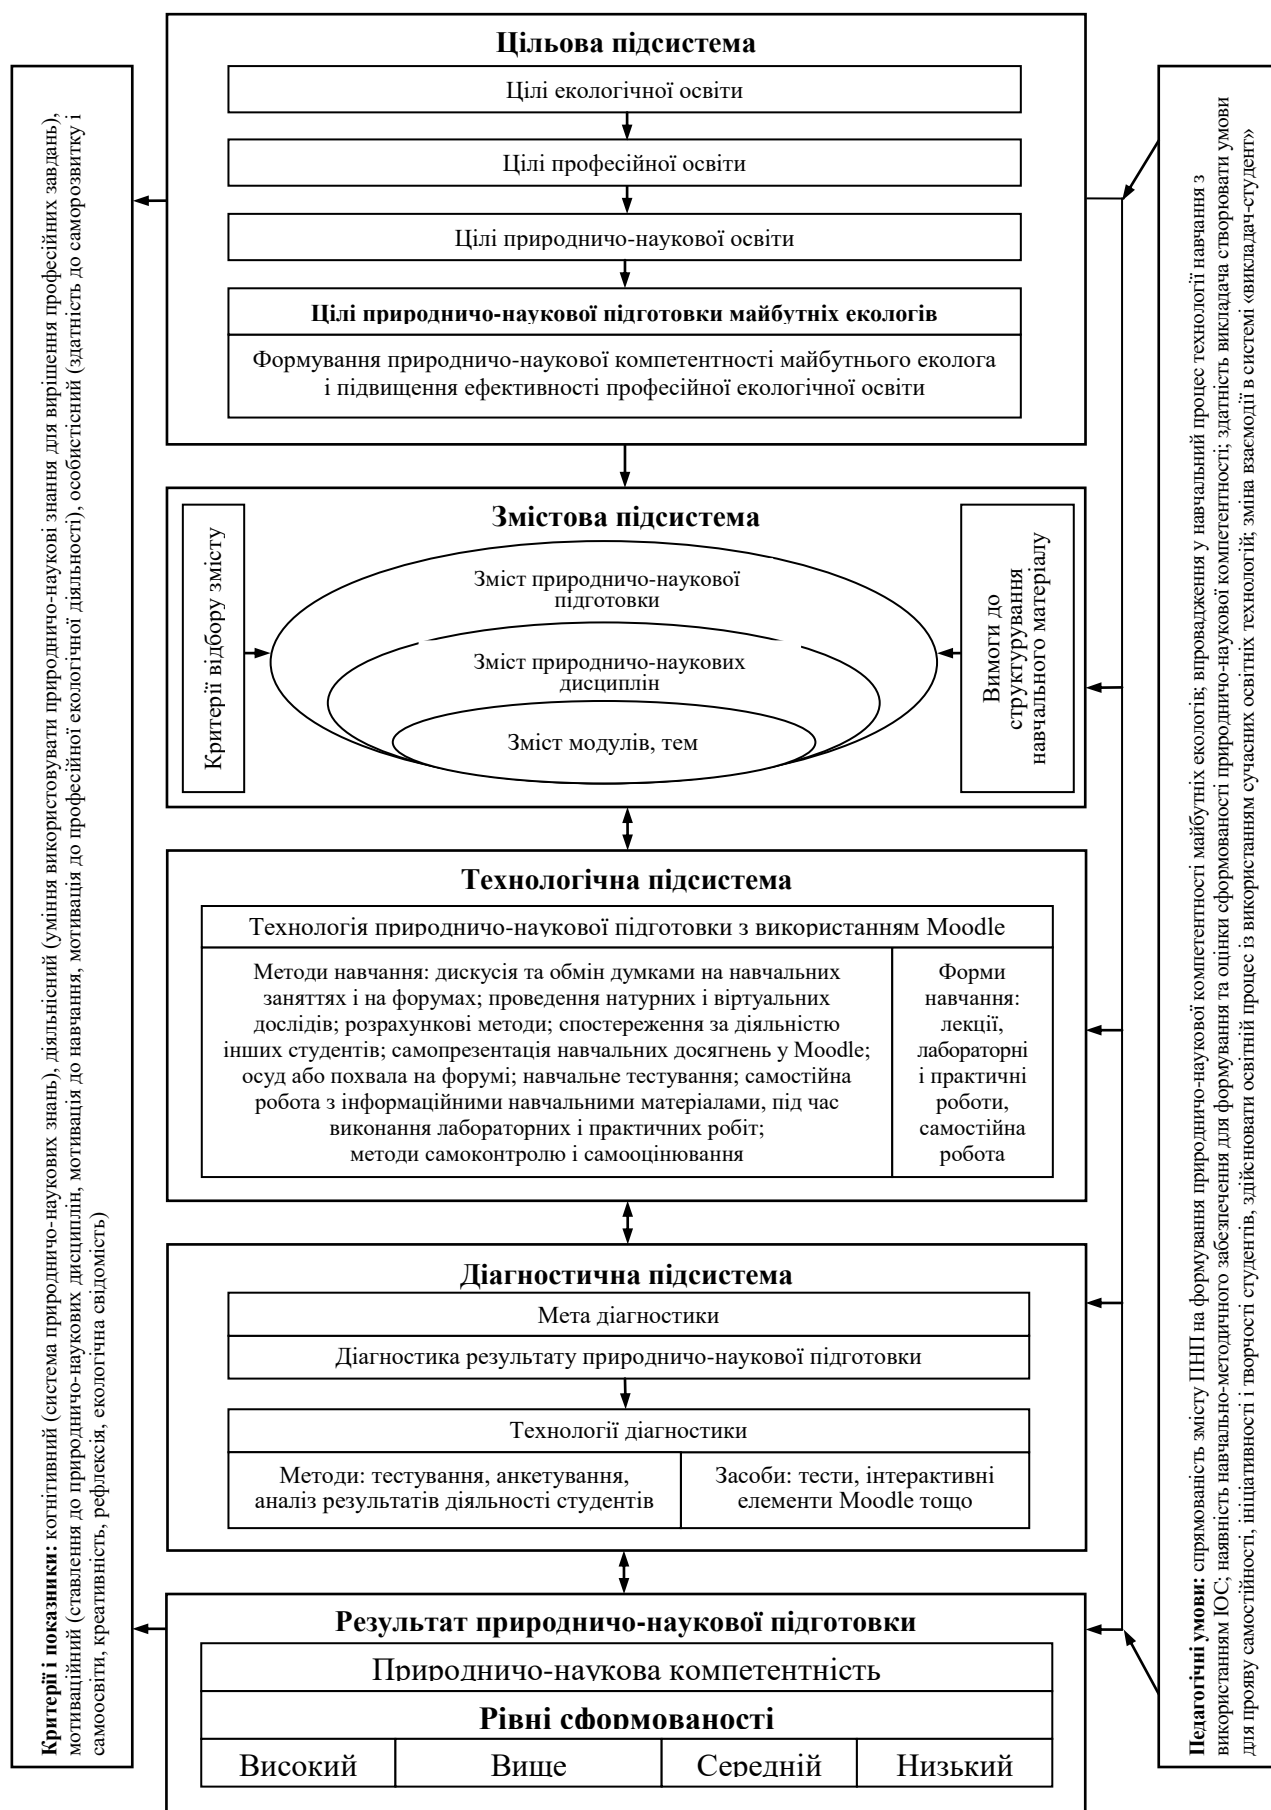 Цільова підсистема
Цілі екологічної освіти
Цілі професійної освіти
Цілі природничо-наукової освіти
Цілі природничо-наукової підготовки майбутніх екологів
Формування природничо-наукової компетентності майбутнього еколога
і підвищення ефективності професійної екологічної освіти
Змістова підсистема
Критерії відбору змісту
Зміст природничо-наукової
підготовки
Зміст природничо-наукових
дисциплін
Зміст модулів, тем
Вимоги до
структурування
навчального матеріалу
Технологічна підсистема
Технологія природничо-наукової підготовки з використанням Moodle
Методи навчання: дискусія та обмін думками на навчальних
заняттях і на форумах; проведення натурних і віртуальних
дослідів; розрахункові методи; спостереження за діяльністю
інших студентів; самопрезентація навчальних досягнень у Moodle;
осуд або похвала на форумі; навчальне тестування; самостійна
робота з інформаційними навчальними матеріалами, під час
виконання лабораторних і практичних робіт;
методи самоконтролю і самооцінювання
Форми
навчання:
лекції,
лабораторні
і практичні
роботи,
самостійна
робота
Діагностична підсистема
Мета діагностики
Діагностика результату природничо-наукової підготовки
Технології діагностики
Методи: тестування, анкетування,
аналіз результатів діяльності студентів
Засоби: тести, інтерактивні
елементи Moodle тощо
Результат природничо-наукової підготовки
Природничо-наукова компетентність
Рівні сформованості
Високий
Вище
Середній
Низький
Критерії і показники: когнітивний (система природничо-наукових знань), діяльнісний (уміння використовувати природничо-наукові знання для вирішення професійних завдань),
мотиваційний (ставлення до природничо-наукових дисциплін, мотивація до навчання, мотивація до професійної екологічної діяльності), особистісний (здатність до саморозвитку і
самоосвіти, креативність, рефлексія, екологічна свідомість)
Педагогічні умови: спрямованість змісту ПНП на формування природничо-наукової компетентності майбутніх екологів; впровадження у навчальний процес технології навчання з
використанням ІОС; наявність навчально-методичного забезпечення для формування та оцінки сформованості природничо-наукової компетентності; здатність викладача створювати умови
для прояву самостійності, ініціативності і творчості студентів, здійснювати освітній процес із використанням сучасних освітніх технологій; зміна взаємодії в системі «викладач-студент»